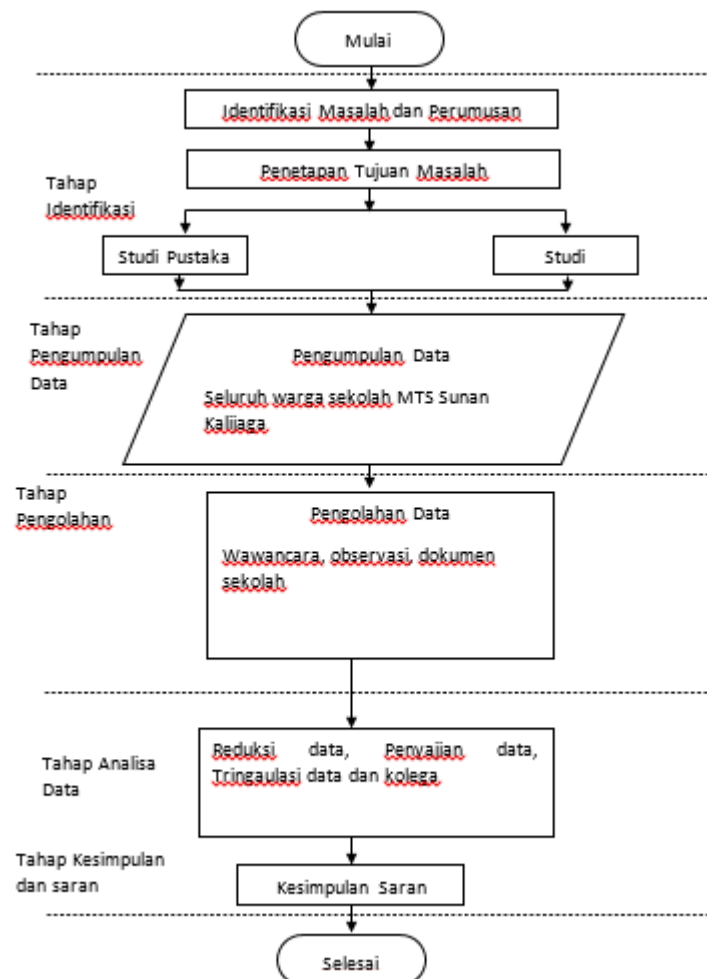 Mulai
Identifikasi Masalah dan Perumusan
Penetapan Tujuan Masalah
Tahap
Identifikasi
Studi Pustaka
Studi
Tahap
Pengumpulan
Data
Pengumpulan Data
Seluruh warga sekolah MTS Sunan
Kalijaga
Tahap
Pengolahan
Pengolahan Data
Wawancara, observasi, dokumen
sekolah
Tahap Analisa
Data
Reduksi data, Penyajian data,
Tringaulasi data dan kolega
Tahap Kesimpulan
dan saran
Kesimpulan Saran
Selesai